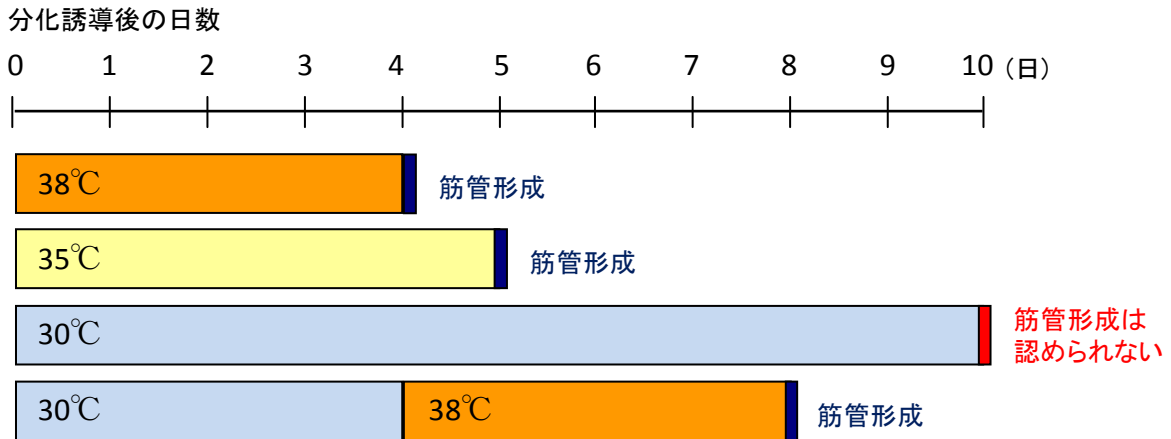 分化誘導後の日数
0 1 2 3 4 5 6 7 8 9 10 (日)
38℃ 筋管形成
35℃ 筋管形成
30℃ 筋管形成は
認められない
30℃ 38℃ 筋管形成